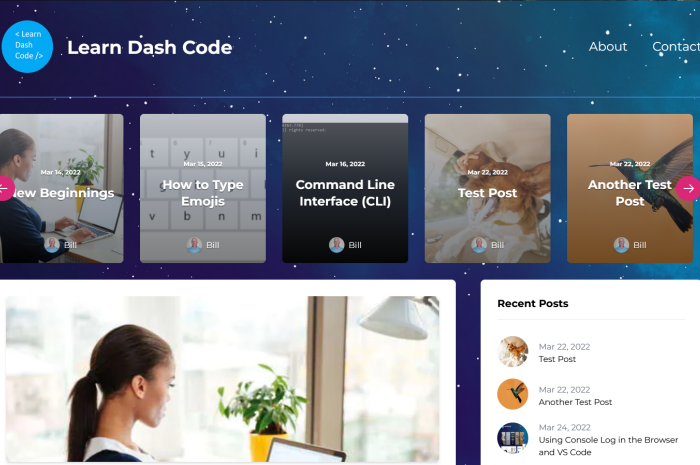 < Learn
Dash
Code />
Learn Dash Code
About
Contact
Mar 14, 2022
New Beginnings
Bill
t y u i
g h
v b n m
Mar 15, 2022
How to Type
Emojis
Bill
All rights reserved.
Mar 16, 2022
Command Line
Interface (CLI)
Bill
Mar 22, 2022
Test Post
Bill
Mar 22, 2022
Another Test
Post
Bill
Recent Posts
Mar 22, 2022
Test Post
Mar 22, 2022
Another Test Post
Mar 24, 2022
Using Console Log in the Browser
and VS Code